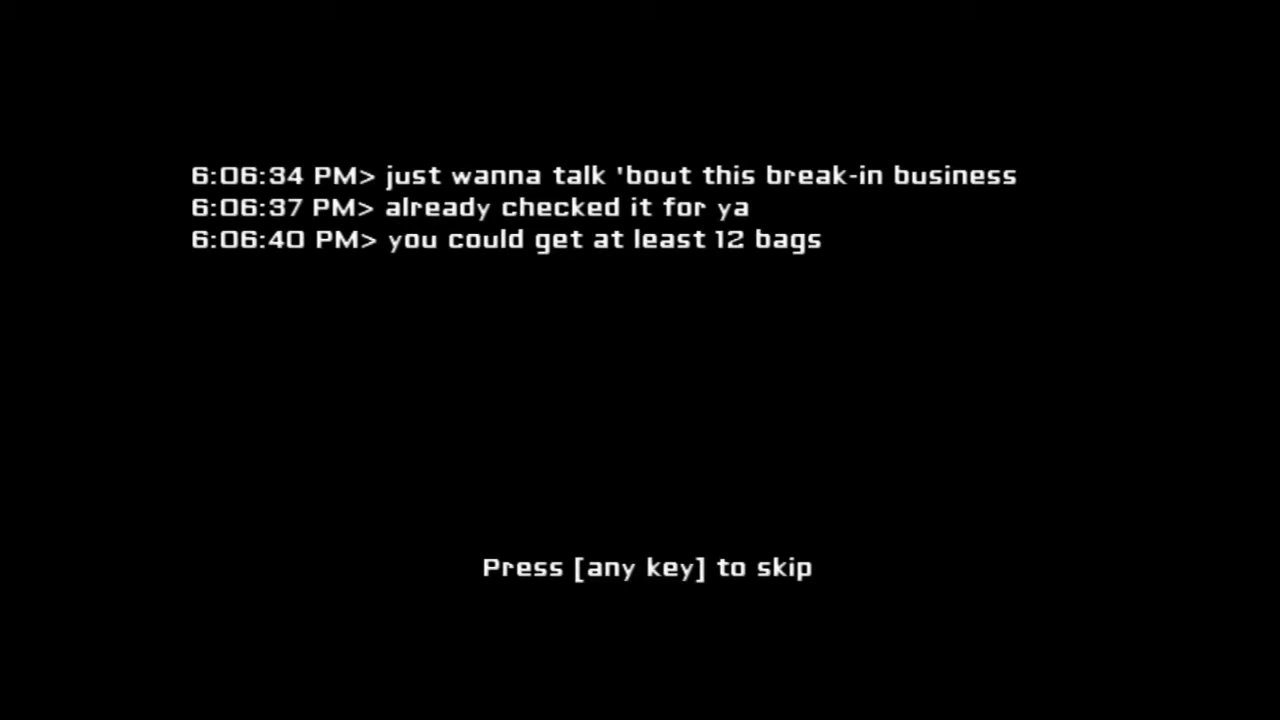 6:06:34 PM> just wanna talk 'bout this break-in business
6:06:37 PM> already checked it for ya
6:06:40 PM> you could get at least 12 bags
Press [any key] to skip